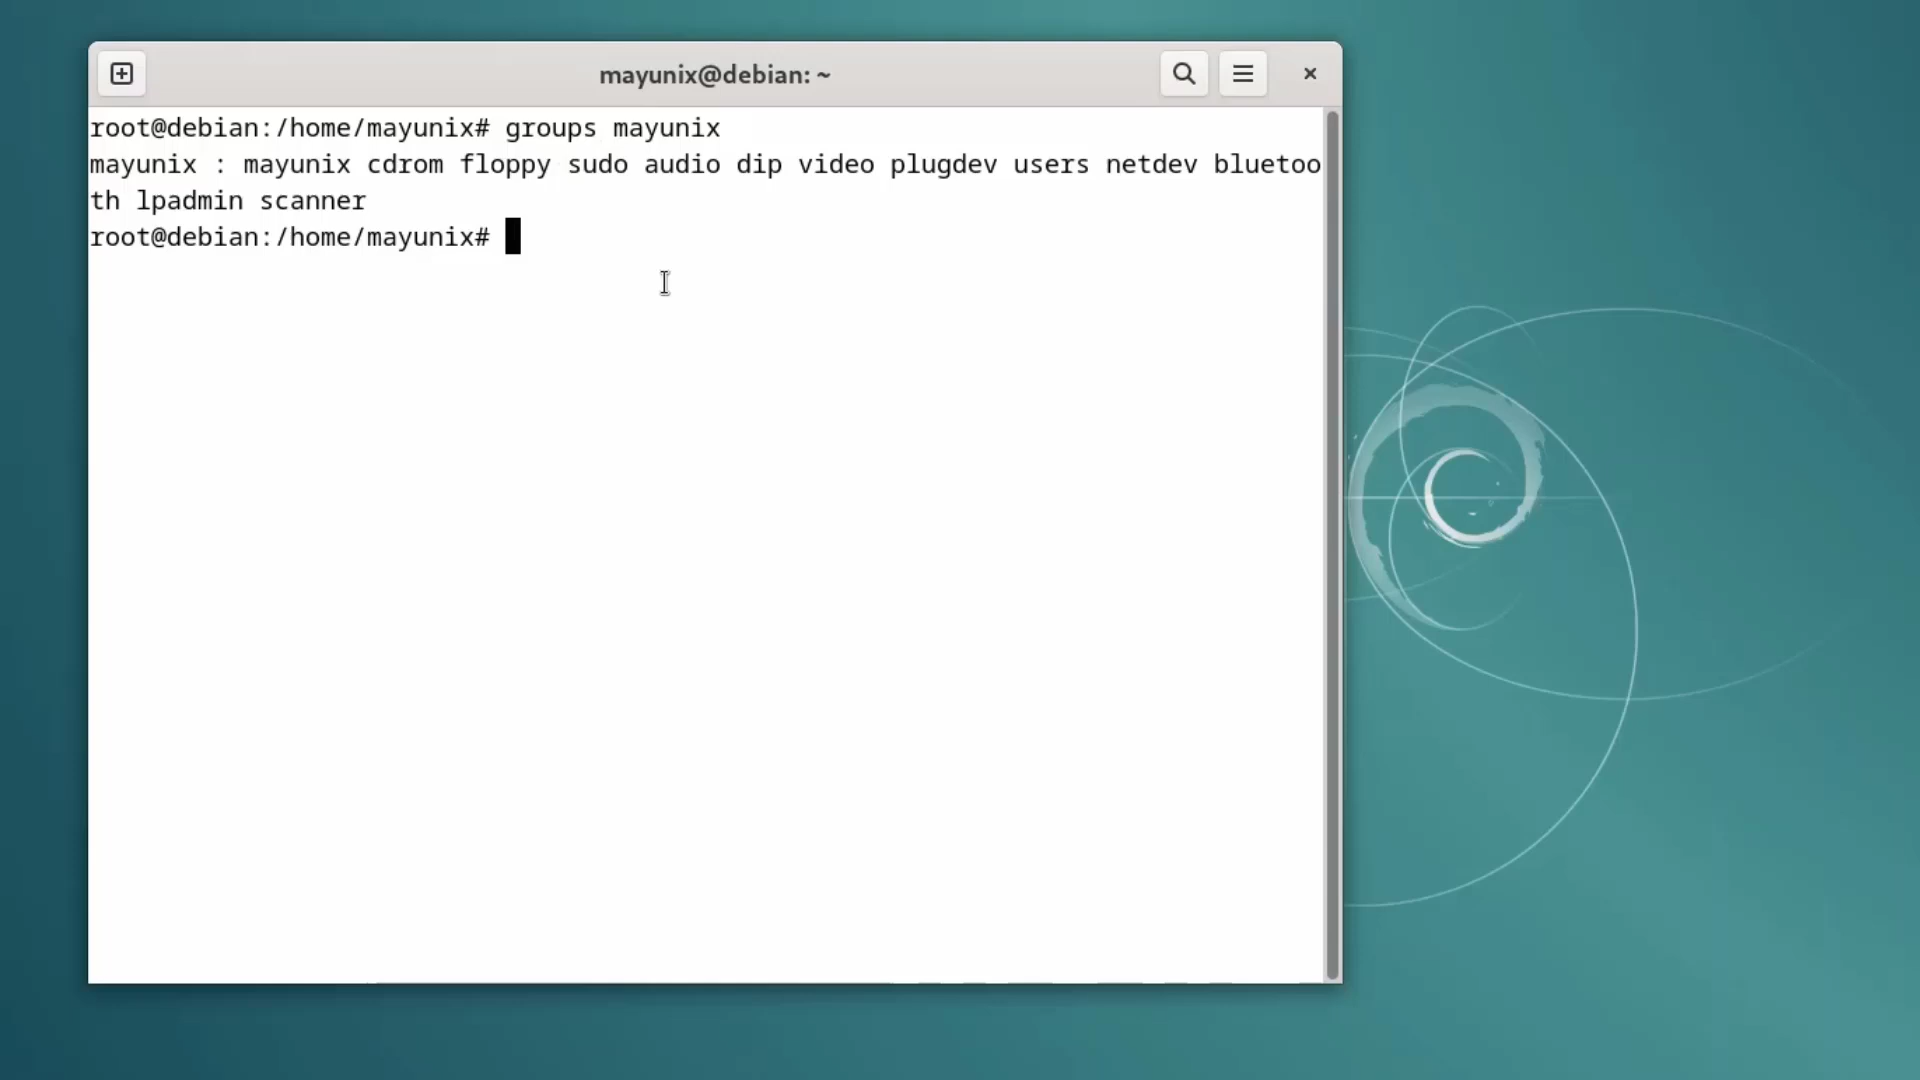 mayunix@debian: ~
root@debian:/home/mayunix# groups mayunix
mayunix : mayunix cdrom floppy sudo audio dip video plugdev users netdev bluetoo
th lpadmin scanner
root@debian:/home/mayunix#